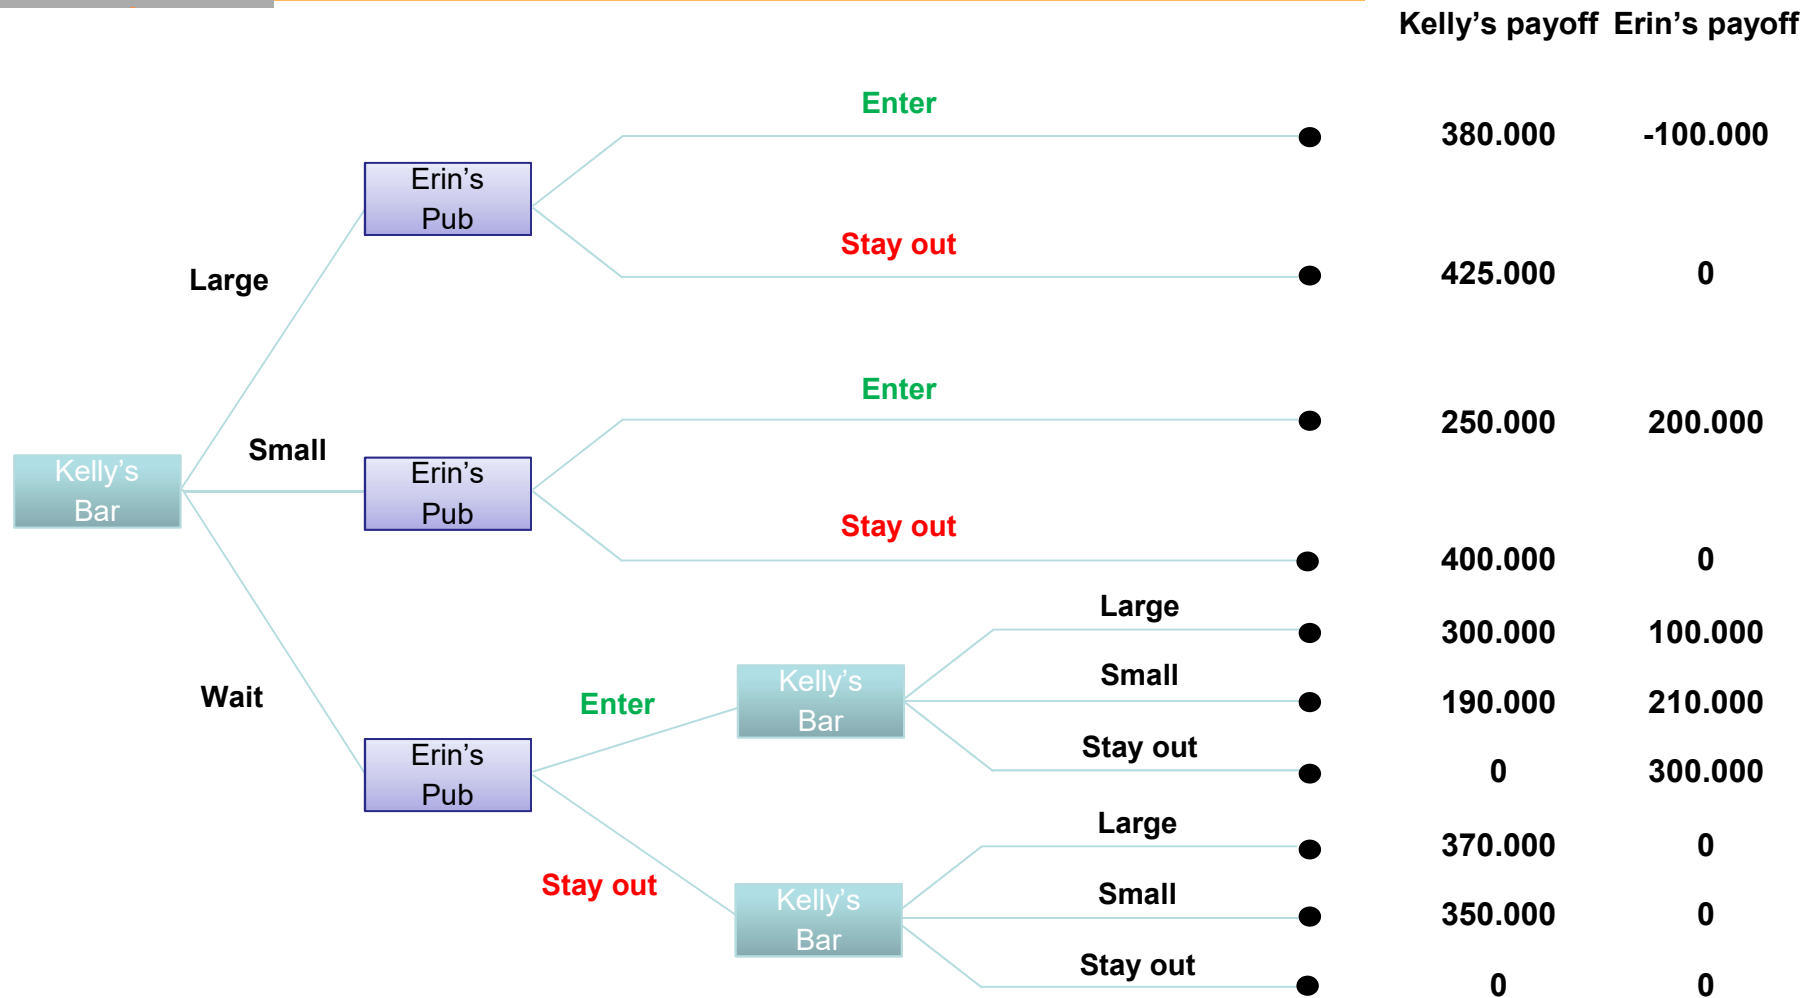 Kelly’s payoff Erin’s payoff
Enter
380.000 -100.000
Erin’s
Pub
Stay out
425.000 0
Large
Enter
250.000 200.000
Small
Kelly’s
Bar
Erin’s
Pub
Stay out
400.000 0
Large
300.000 100.000
Wait
Enter
Kelly’s
Bar
Small
190.000 210.000
Stay out
0 300.000
Erin’s
Pub
Large
370.000 0
Stay out
Kelly’s
Bar
Small
350.000 0
Stay out
0 0